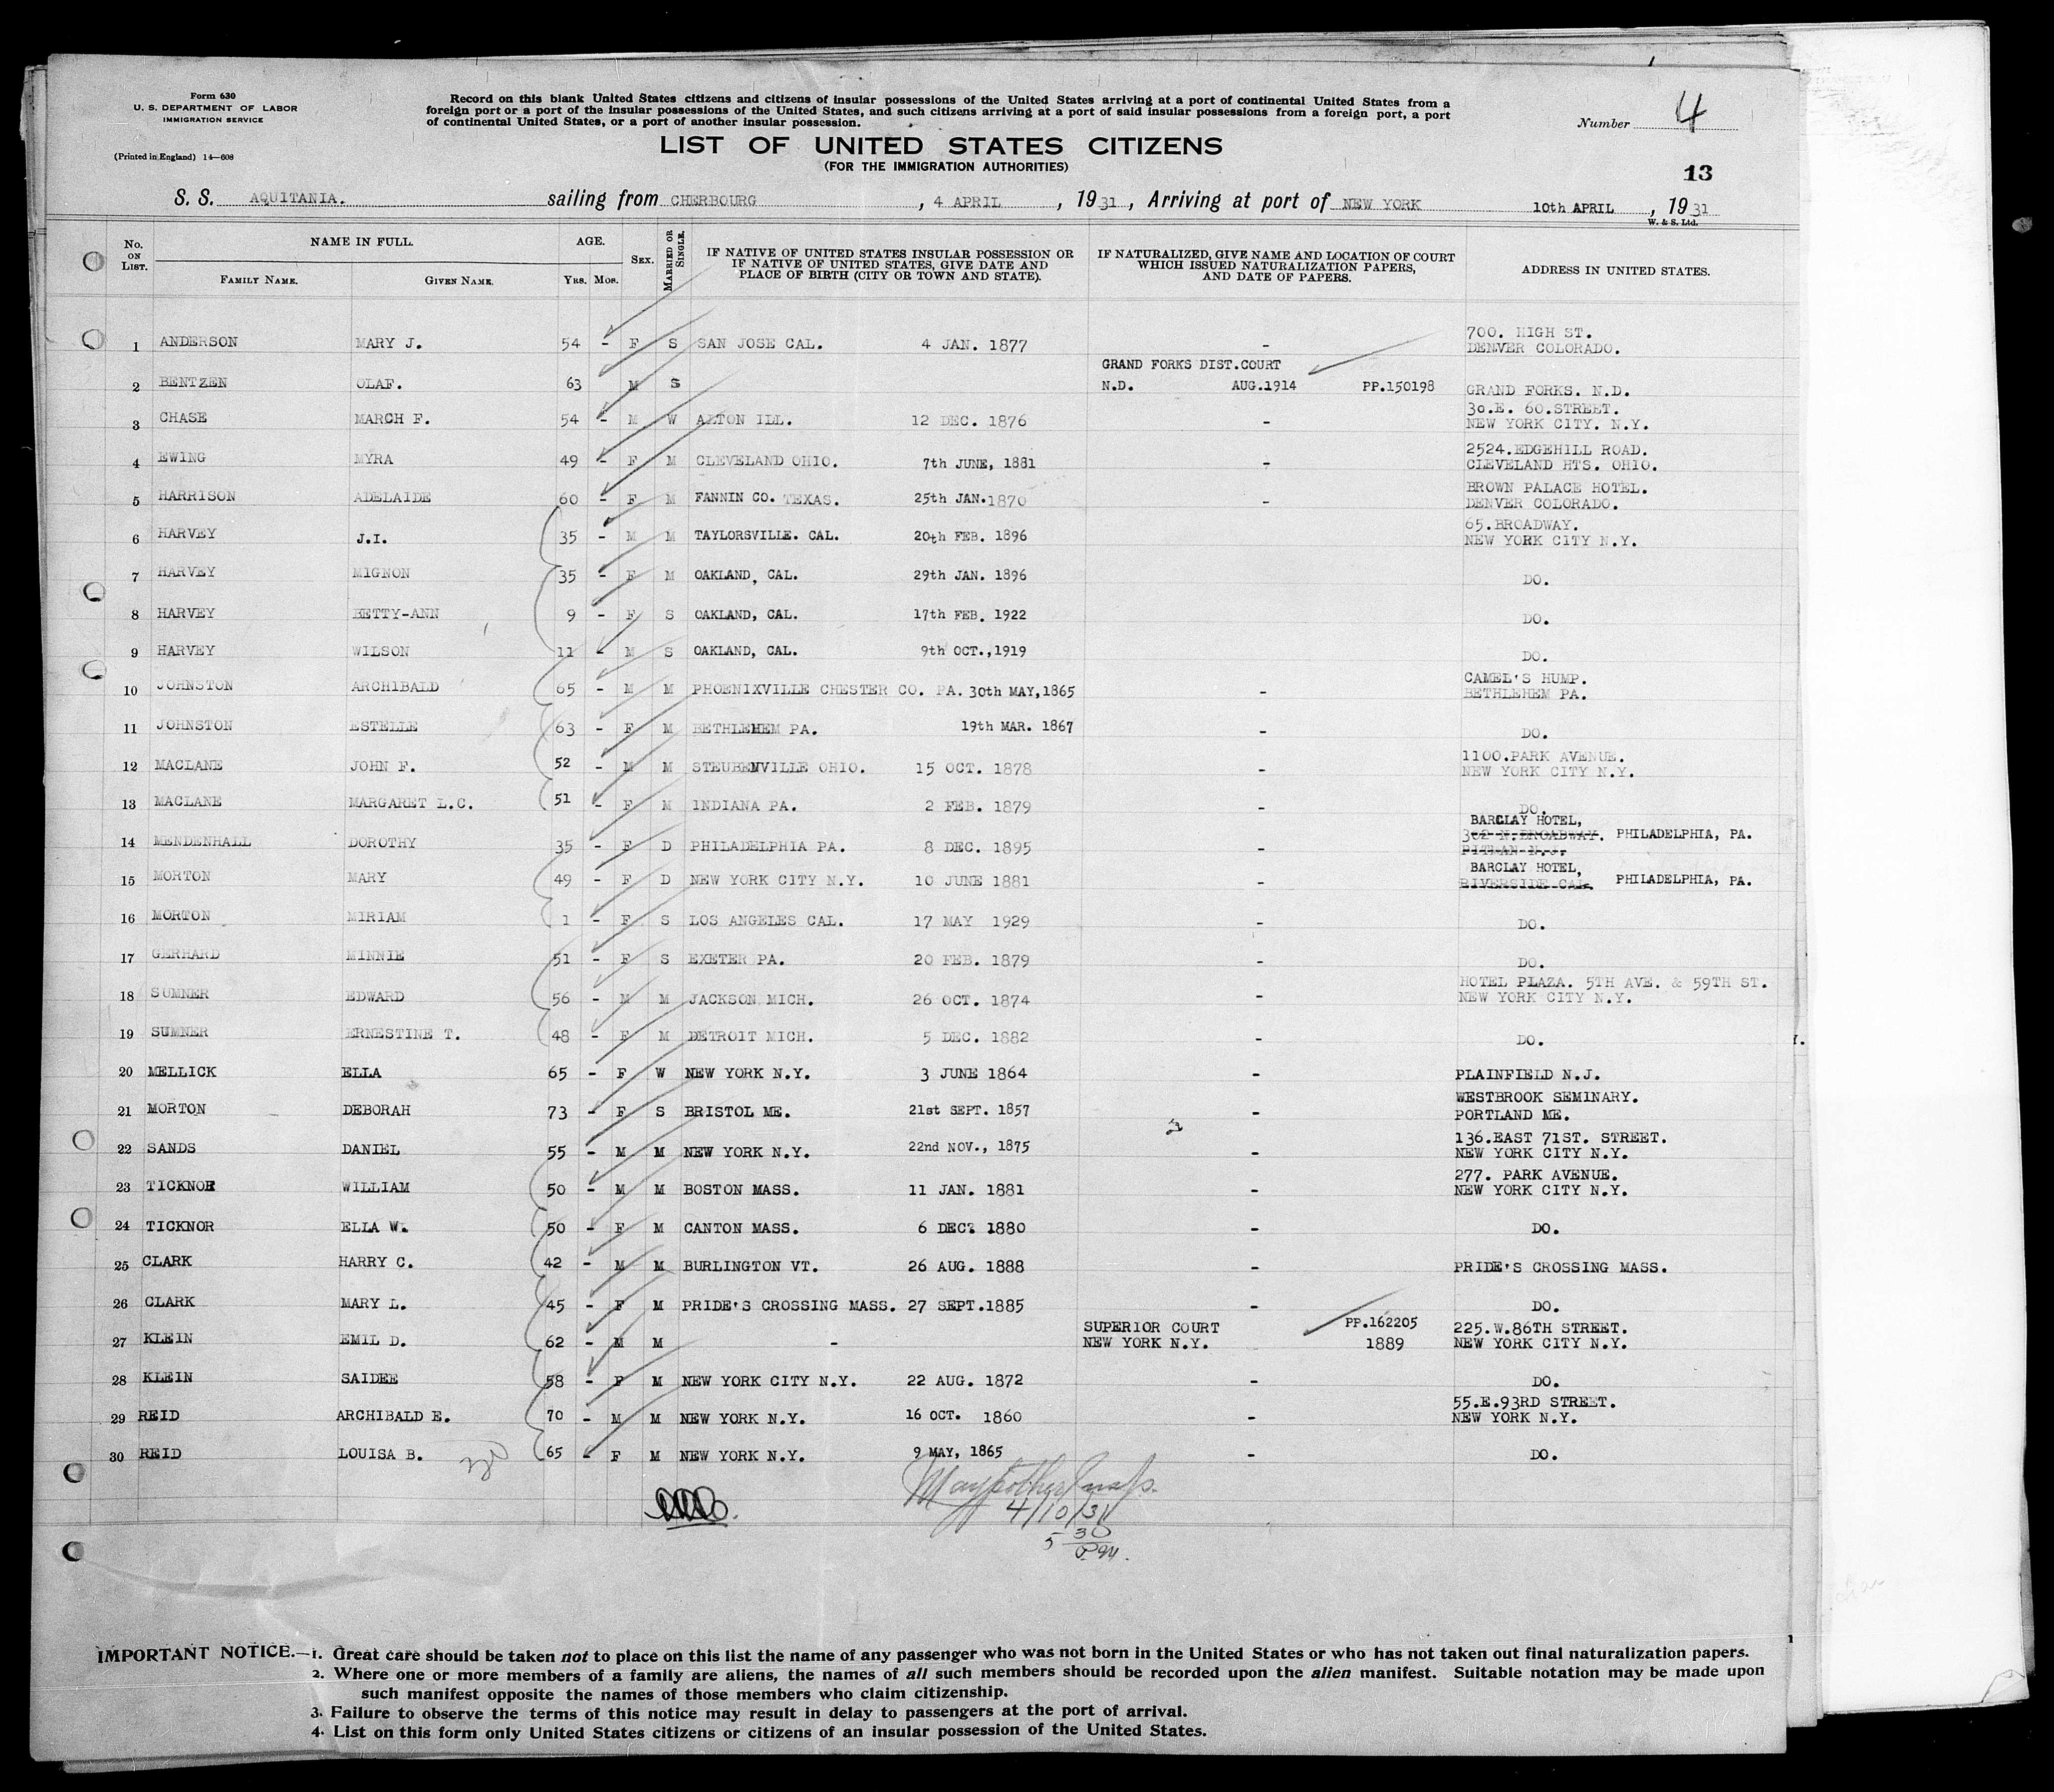 Form 630
U. S. DEPARTMENT OF LABOR
IMMIGRATION SERVICE
(Printed in England) 14—608
Record on this blank United States citizens and citizens of insular possessions of the United States arriving at a port of continental United States from a
foreign port or a port of the insular possessions of the United States, and such citizens arriving at a port of said insular possessions from a foreign port, a port
of continental United States, or a port of another insular possession.
Number 4
LIST OF UNITED STATES CITIZENS
(FOR THE IMMIGRATION AUTHORITIES)
13
S. S. AQUITANIA. sailing from CHERBOURG, 4 APRIL, 1931, Arriving at port of NEW YORK 10th APRIL, 1931
W. & S. Ltd.
No. ON LIST. NAME IN FULL. FAMILY NAME. GIVEN NAME. AGE. YRS. MOS. SEX. MARRIED OR SINGLE. IF NATIVE OF UNITED STATES INSULAR POSSESSION OR IF NATIVE OF UNITED STATES, GIVE DATE AND PLACE OF BIRTH (CITY OR TOWN AND STATE). IF NATURALIZED, GIVE NAME AND LOCATION OF COURT WHICH ISSUED NATURALIZATION PAPERS, AND DATE OF PAPERS. ADDRESS IN UNITED STATES.
1 ANDERSON MARY J. 54 - F S SAN JOSE CAL. 4 JAN. 1877 - 700. HIGH ST. DENVER COLORADO.
2 BENTZEN OLAF. 63 M S GRAND FORKS DIST.COURT N.D. AUG.1914 PP.150198 GRAND FORKS. N.D.
3 CHASE MARCH F. 54 - M W ALTON ILL. 12 DEC. 1876 - 30.E. 60.STREET. NEW YORK CITY. N.Y.
4 EWING MYRA 49 - F M CLEVELAND OHIO. 7th JUNE, 1881 - 2524.EDGEHILL ROAD. CLEVELAND HTS. OHIO.
5 HARRISON ADELAIDE 60 - F M FANNIN CO. TEXAS. 25th JAN.1870 - BROWN PALACE HOTEL. DENVER COLORADO.
6 HARVEY J.I. 35 - M M TAYLORSVILLE. CAL. 20th FEB. 1896 65.BROADWAY. NEW YORK CITY N.Y.
7 HARVEY MIGNON 35 - F M OAKLAND, CAL. 29th JAN. 1896 DO.
8 HARVEY BETTY-ANN 9 - F S OAKLAND, CAL. 17th FEB. 1922 DO.
9 HARVEY WILSON 11 - M S OAKLAND, CAL. 9th OCT.,1919 DO.
10 JOHNSTON ARCHIBALD 65 - M M PHOENIXVILLE CHESTER CO. PA. 30th MAY,1865 - CAMEL'S HUMP. BETHLEHEM PA.
11 JOHNSTON ESTELLE 63 - F M BETHLEHEM PA. 19th MAR. 1867 - DO.
12 MACLANE JOHN F. 52 - M M STEUBENVILLE OHIO. 15 OCT. 1878 - 1100.PARK AVENUE. NEW YORK CITY N.Y.
13 MACLANE MARGARET L.C. 51 - F M INDIANA PA. 2 FEB. 1879 - DO.
14 MENDENHALL DOROTHY 35 - F D PHILADELPHIA PA. 8 DEC. 1895 - BARCLAY HOTEL, 302 N.BROADWAY. PHILADELPHIA, PA. PITMAN N.J.
15 MORTON MARY 49 - F D NEW YORK CITY N.Y. 10 JUNE 1881 - BARCLAY HOTEL, RIVERSIDE CAL. PHILADELPHIA, PA.
16 MORTON MIRIAM 1 - F S LOS ANGELES CAL. 17 MAY 1929 - DO.
17 GERHARD MINNIE 51 - F S EXETER PA. 20 FEB. 1879 - DO.
18 SUMNER EDWARD 56 - M M JACKSON MICH. 26 OCT. 1874 - HOTEL PLAZA. 5TH AVE. & 59TH ST. NEW YORK CITY N.Y.
19 SUMNER ERNESTINE T. 48 - F M DETROIT MICH. 5 DEC. 1882 - DO.
20 MELLICK ELLA 65 - F W NEW YORK N.Y. 3 JUNE 1864 - PLAINFIELD N.J.
21 MORTON DEBORAH 73 - F S BRISTOL ME. 21st SEPT. 1857 - WESTBROOK SEMINARY. PORTLAND ME.
22 SANDS DANIEL 55 - M M NEW YORK N.Y. 22nd NOV., 1875 - 136.EAST 71ST. STREET. NEW YORK CITY N.Y.
23 TICKNOR WILLIAM 50 - M M BOSTON MASS. 11 JAN. 1881 - 277. PARK AVENUE. NEW YORK CITY N.Y.
24 TICKNOR ELLA W. 50 - F M CANTON MASS. 6 DEC. 1880 - DO.
25 CLARK HARRY C. 42 - M M BURLINGTON VT. 26 AUG. 1888 - PRIDE'S CROSSING MASS.
26 CLARK MARY L. 45 - F M PRIDE'S CROSSING MASS. 27 SEPT.1885 - DO.
27 KLEIN EMIL D. 62 - M M - SUPERIOR COURT NEW YORK N.Y. PP.162205 1889 225.W.86TH STREET. NEW YORK CITY N.Y.
28 KLEIN SAIDEE 58 - F M NEW YORK CITY N.Y. 22 AUG. 1872 - DO.
29 REID ARCHIBALD E. 70 - M M NEW YORK N.Y. 16 OCT. 1860 - 55.E.93RD STREET. NEW YORK N.Y.
30 REID LOUISA B. 65 - F M NEW YORK N.Y. 9 MAY, 1865 - DO.
4/10/31
5 30
P.M.
IMPORTANT NOTICE.—1. Great care should be taken not to place on this list the name of any passenger who was not born in the United States or who has not taken out final naturalization papers.
2. Where one or more members of a family are aliens, the names of all such members should be recorded upon the alien manifest. Suitable notation may be made upon
such manifest opposite the names of those members who claim citizenship.
3. Failure to observe the terms of this notice may result in delay to passengers at the port of arrival.
4. List on this form only United States citizens or citizens of an insular possession of the United States.